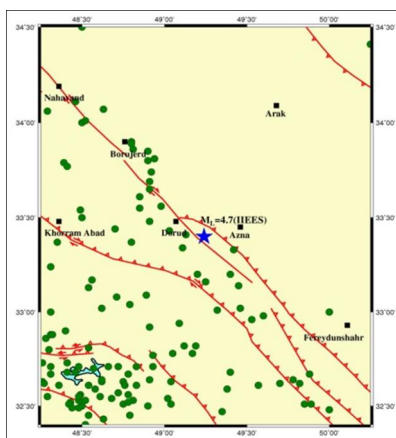 48°30' 49°00' 49°30' 50°00'
34°30' 34°30'
Nahavand
Arak
34°00' 34°00'
Borujerd
M_L=4.7(IIEES)
33°30' 33°30'
Khorram Abad Dorud Azna
33°00' 33°00'
Fereydunshahr
32°30' 32°30'
48°30' 49°00' 49°30' 50°00'